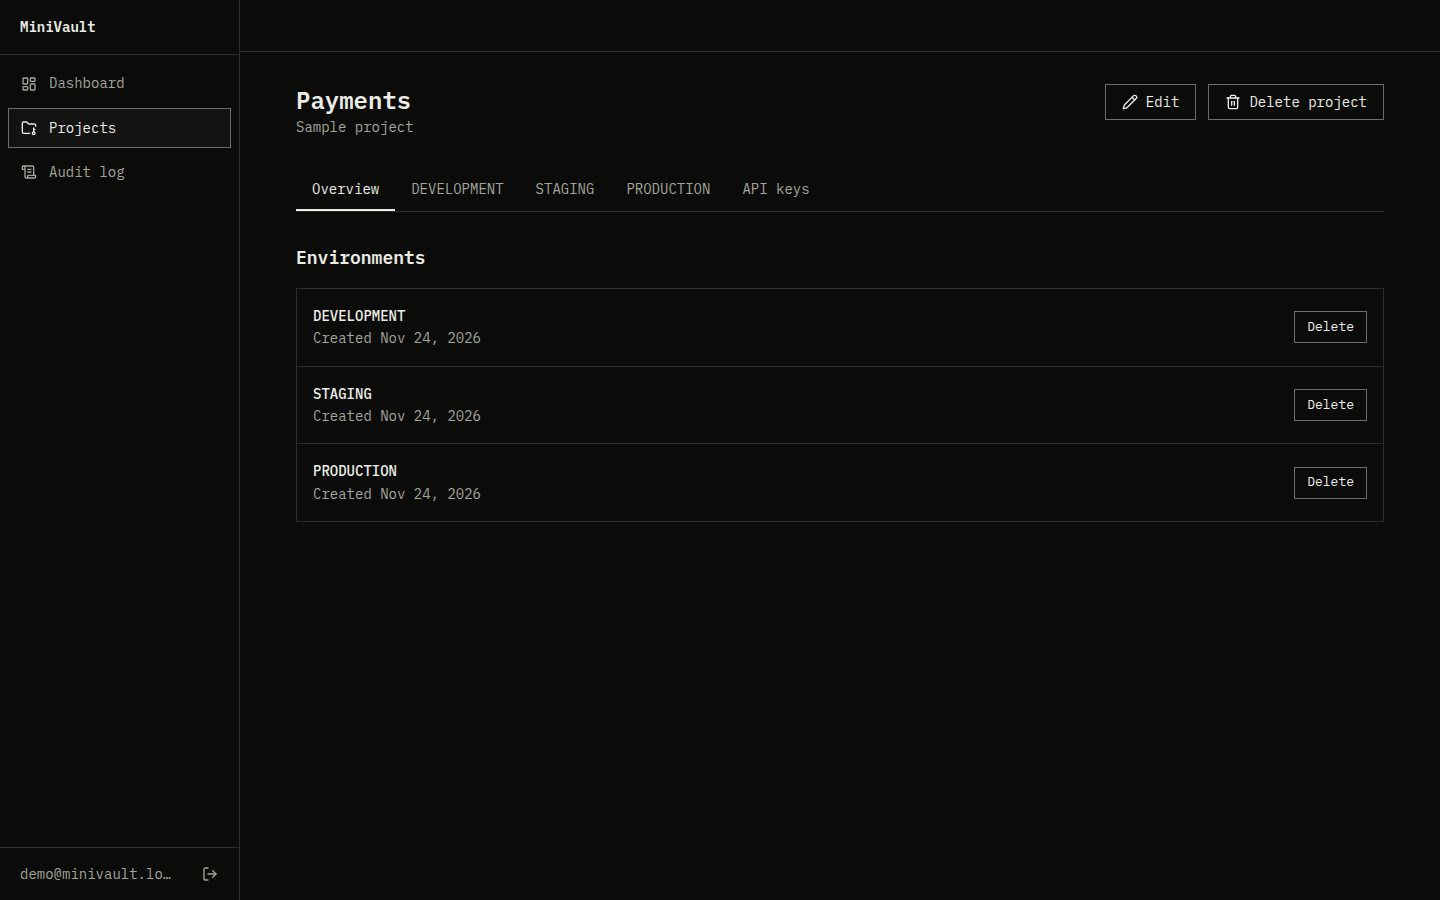 MiniVault
Dashboard
Projects
Audit log
demo@minivault.lo…
Payments
Sample project
Edit
Delete project
Overview
DEVELOPMENT
STAGING
PRODUCTION
API keys
Environments
DEVELOPMENT
Created Nov 24, 2026
Delete
STAGING
Created Nov 24, 2026
Delete
PRODUCTION
Created Nov 24, 2026
Delete